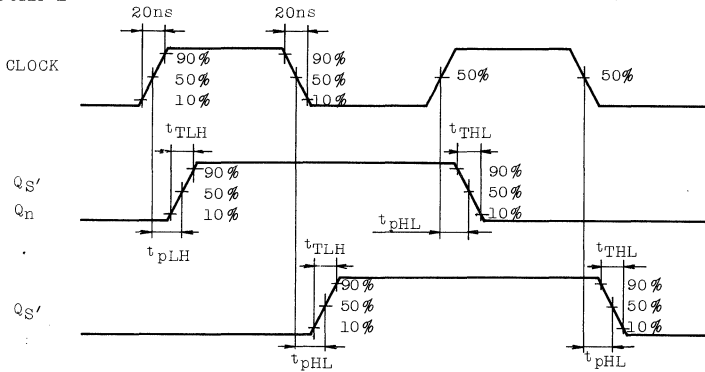 20ns 20ns
CLOCK
90% 90%
50% 50% 50% 50%
10% 10%
tTLH tTHL
QS'
Qn
90% 90%
50% 50%
10% 10%
tpLH tpHL
tTLH tTHL
QS'
90% 90%
50% 50%
10% 10%
tpHL tpHL